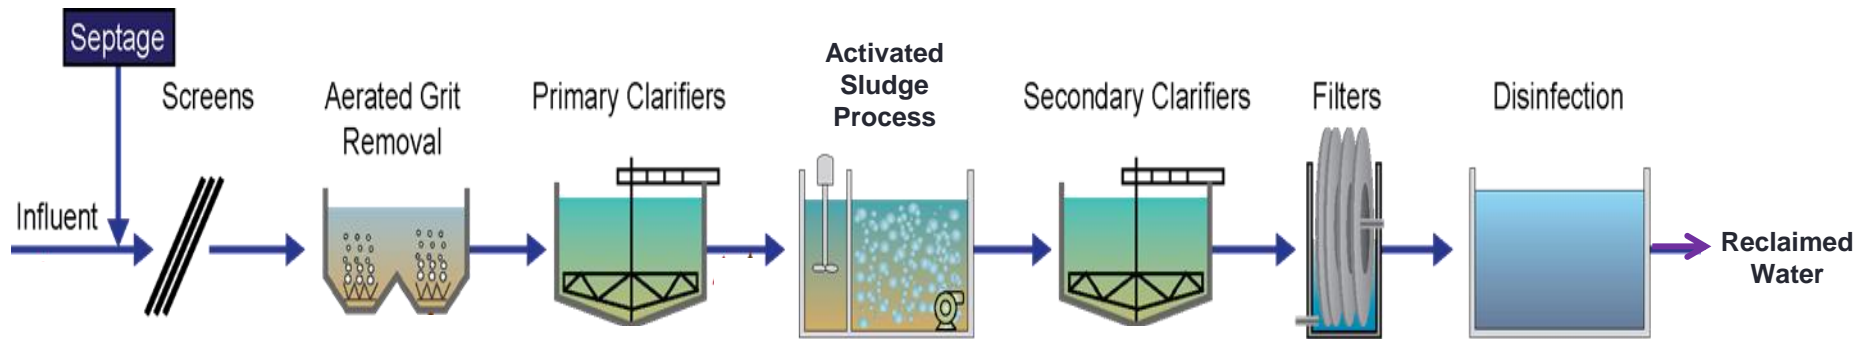 Septage
Influent
Screens
Aerated Grit
Removal
Primary Clarifiers
Activated
Sludge
Process
Secondary Clarifiers
Filters
Disinfection
Reclaimed
Water